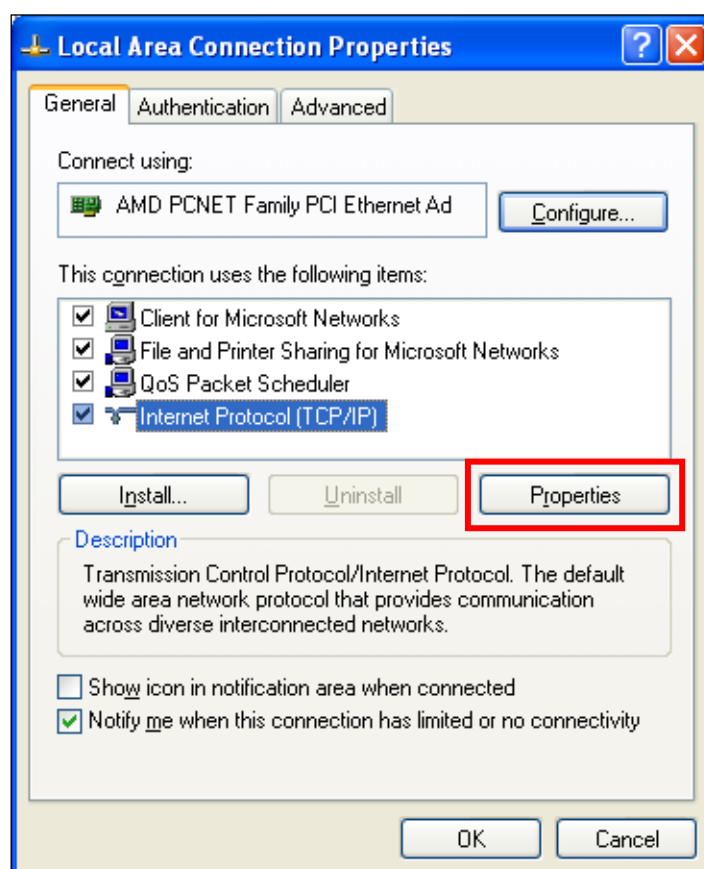 Local Area Connection Properties
General Authentication Advanced
Connect using:
AMD PCNET Family PCI Ethernet Ad
Configure...
This connection uses the following items:
Client for Microsoft Networks
File and Printer Sharing for Microsoft Networks
QoS Packet Scheduler
Internet Protocol (TCP/IP)
Install... Uninstall Properties
Description
Transmission Control Protocol/Internet Protocol. The default
wide area network protocol that provides communication
across diverse interconnected networks.
Show icon in notification area when connected
Notify me when this connection has limited or no connectivity
OK Cancel